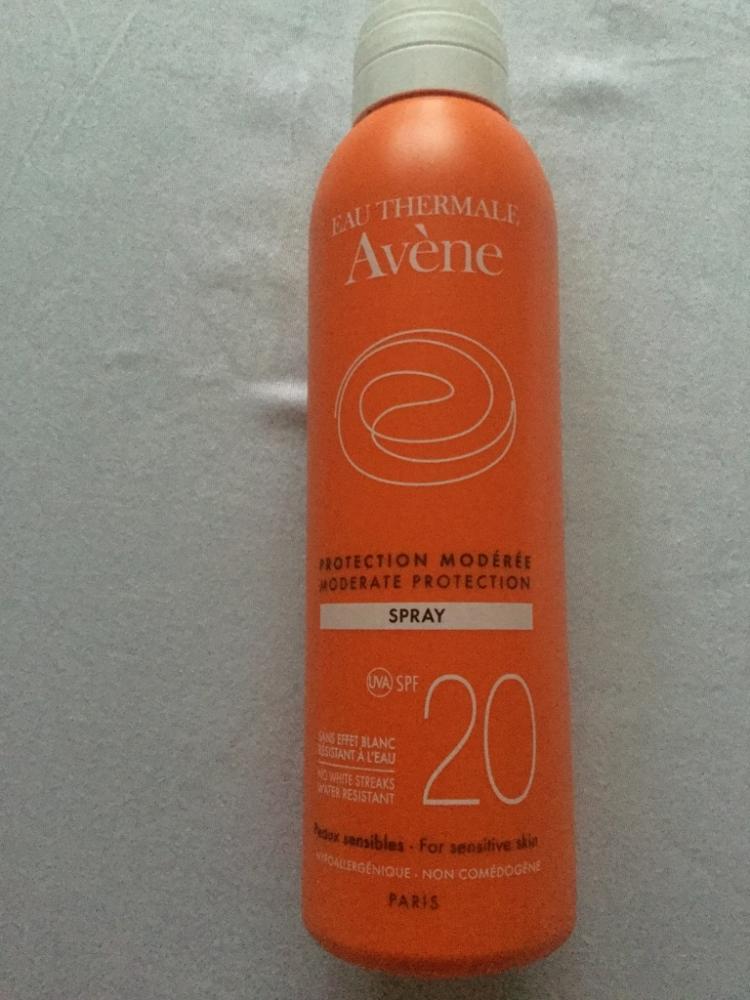 EAU THERMALE
Avène
PROTECTION MODÉRÉE
MODERATE PROTECTION
SPRAY
UVA SPF 20
SANS EFFET BLANC
RÉSISTANT À L'EAU
NO WHITE STREAKS
WATER RESISTANT
Peaux sensibles - For sensitive skin
HYPOALLERGÉNIQUE - NON COMÉDOGÈNE
PARIS